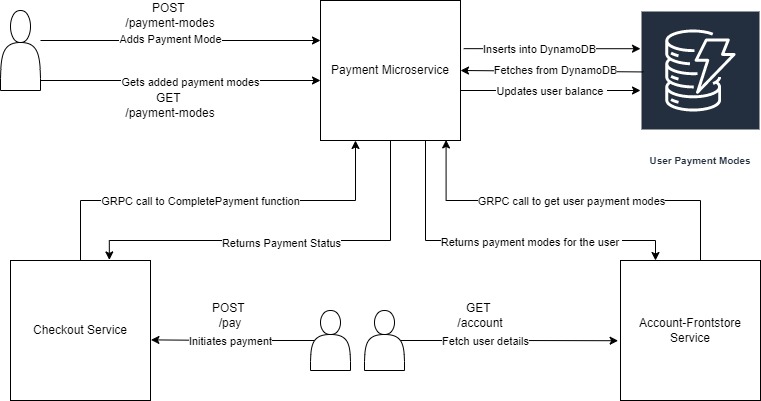 POST
/payment-modes
Adds Payment Mode
Gets added payment modes
GET
/payment-modes
Payment Microservice
Inserts into DynamoDB
Fetches from DynamoDB
Updates user balance
User Payment Modes
GRPC call to CompletePayment function
GRPC call to get user payment modes
Returns Payment Status
Returns payment modes for the user
Checkout Service
POST
/pay
Initiates payment
GET
/account
Fetch user details
Account-Frontstore
Service